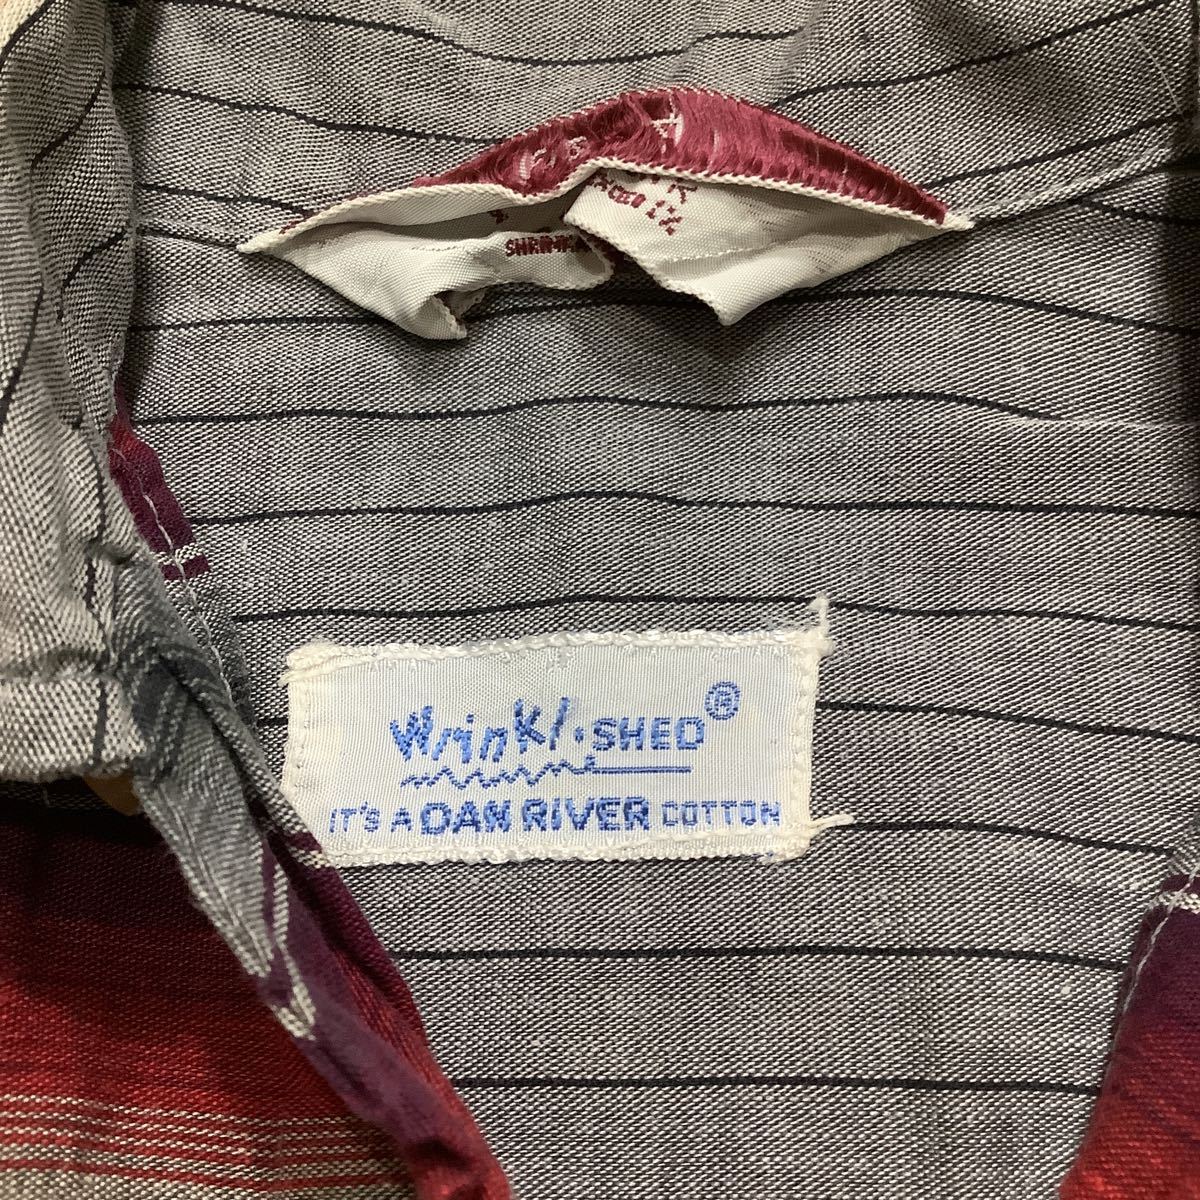 Wrinkl·SHED®
IT'S A DAN RIVER COTTON